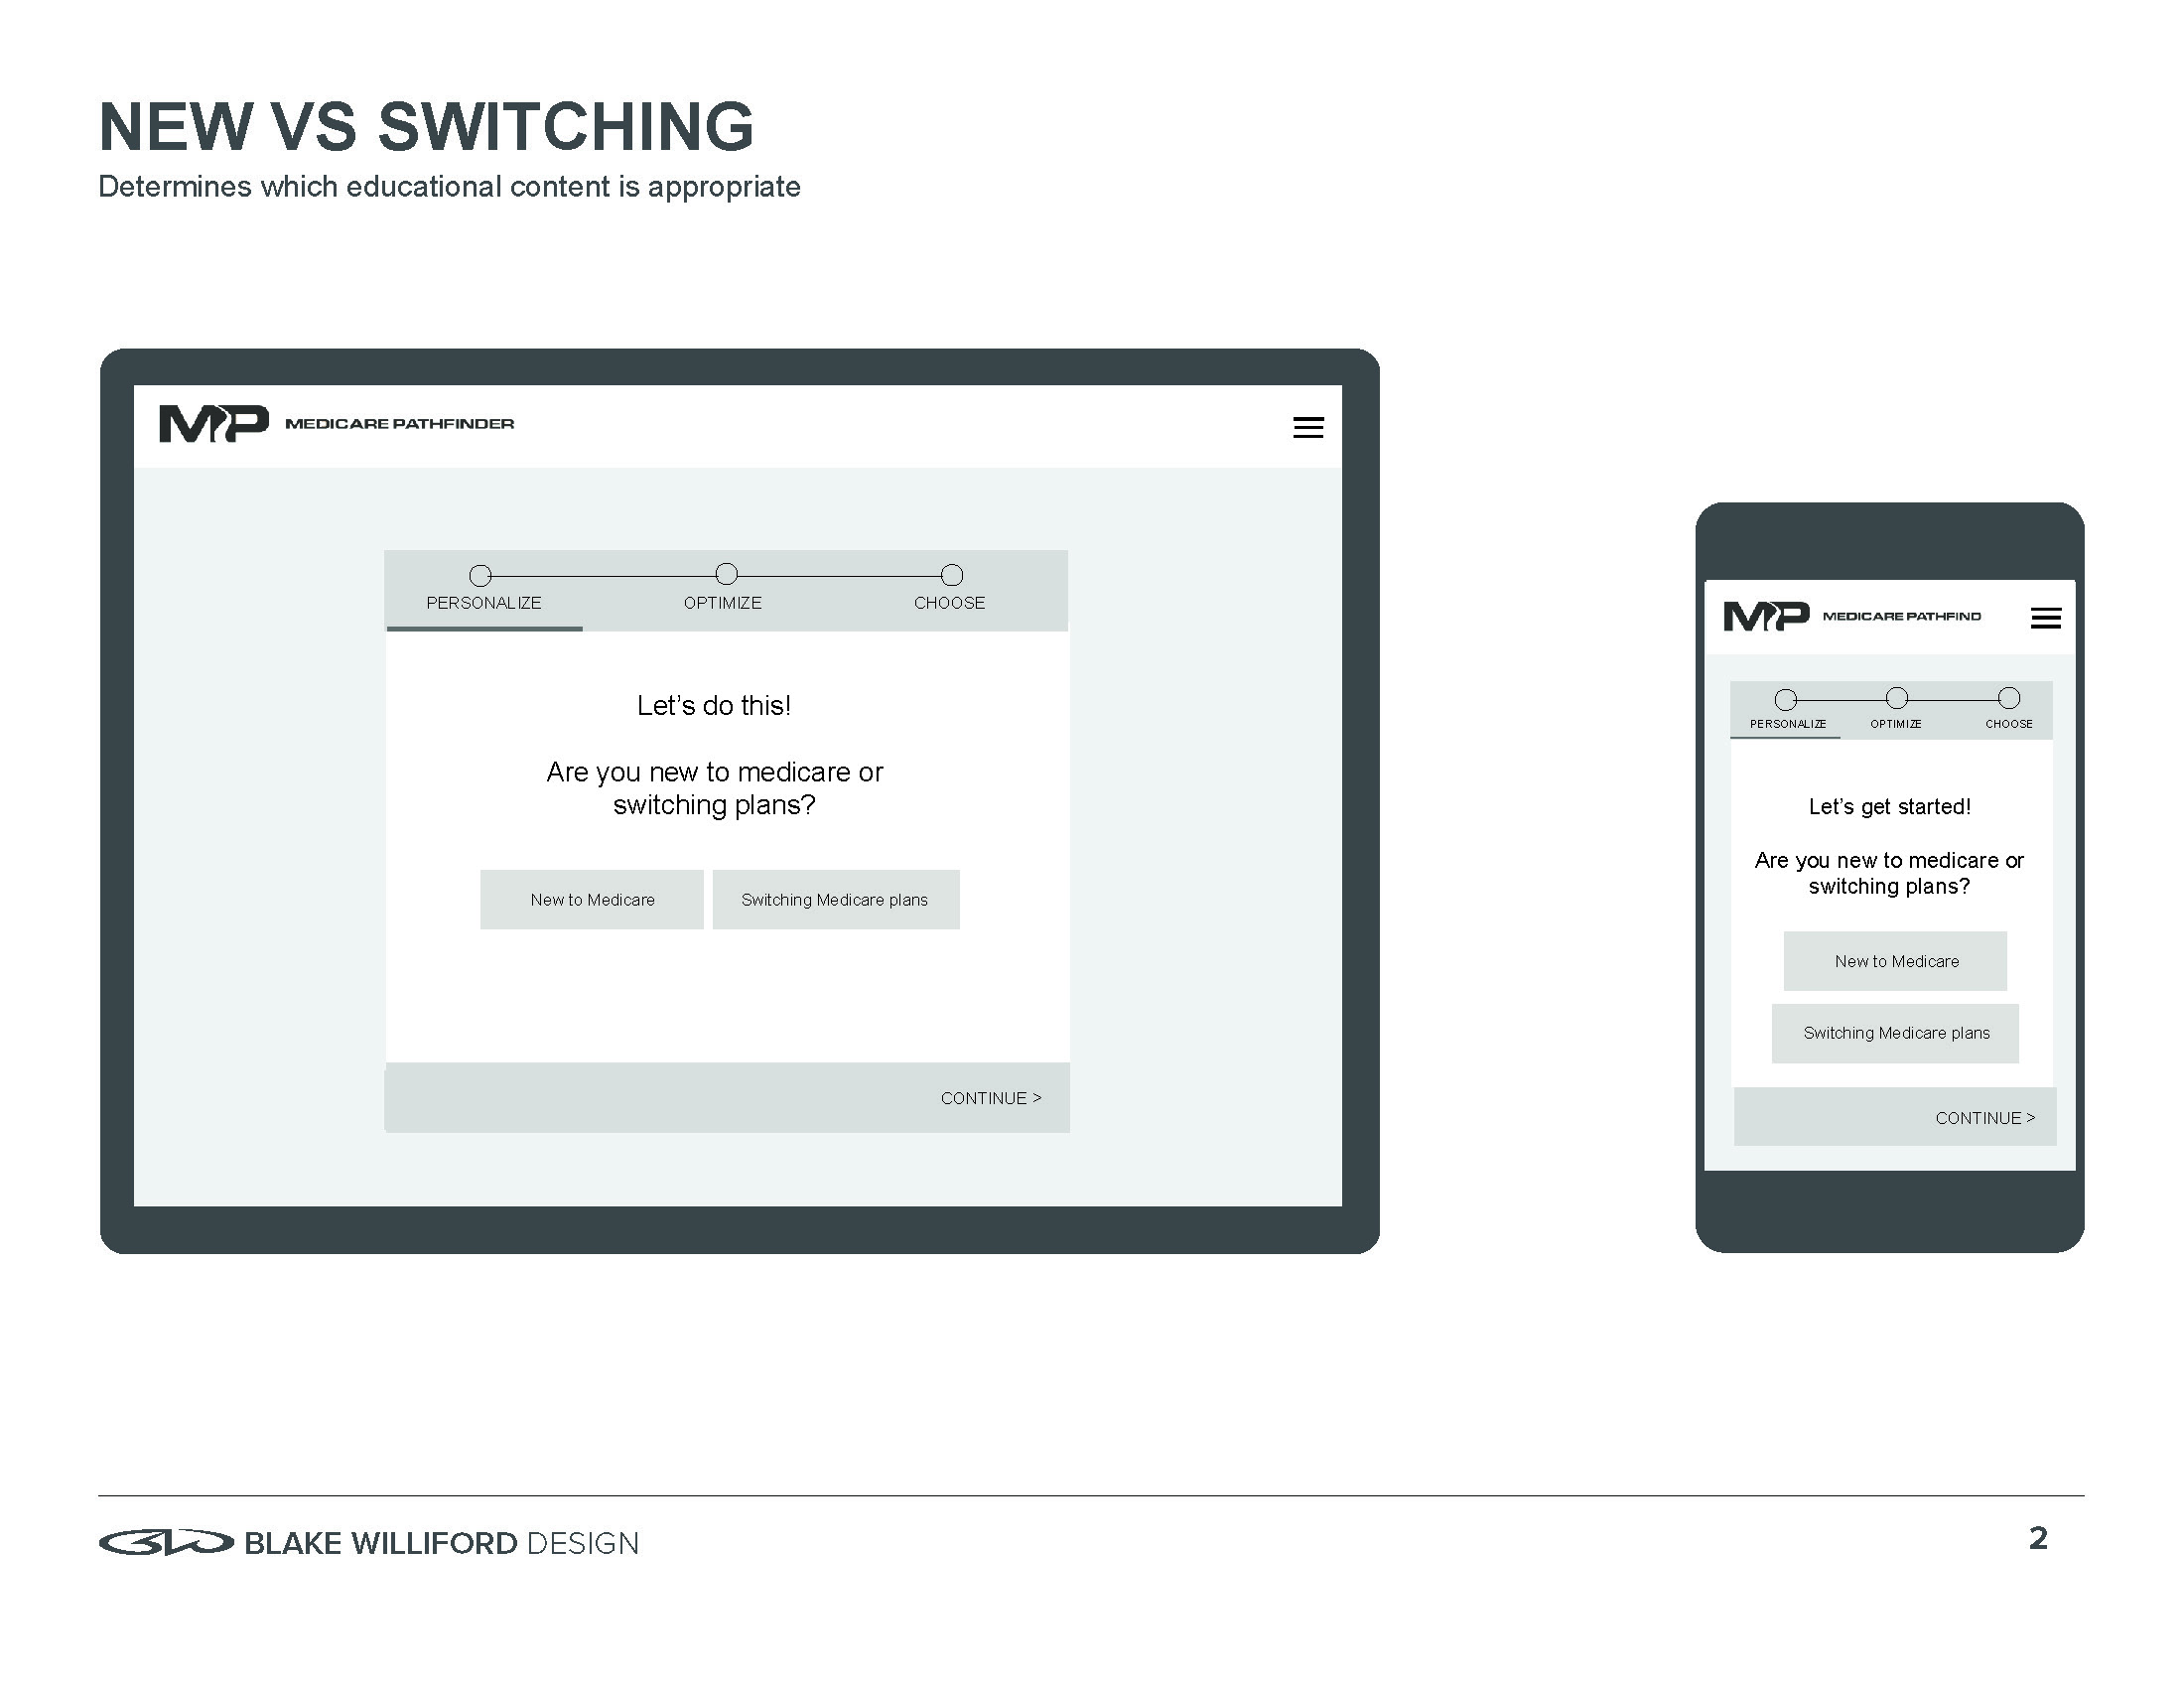 NEW VS SWITCHING
Determines which educational content is appropriate
MP MEDICARE PATHFINDER
PERSONALIZE OPTIMIZE CHOOSE
Let’s do this!
Are you new to medicare or
switching plans?
New to Medicare Switching Medicare plans
CONTINUE >
MP MEDICARE PATHFIND
PERSONALIZE OPTIMIZE CHOOSE
Let’s get started!
Are you new to medicare or
switching plans?
New to Medicare
Switching Medicare plans
CONTINUE >
BW BLAKE WILLIFORD DESIGN
2